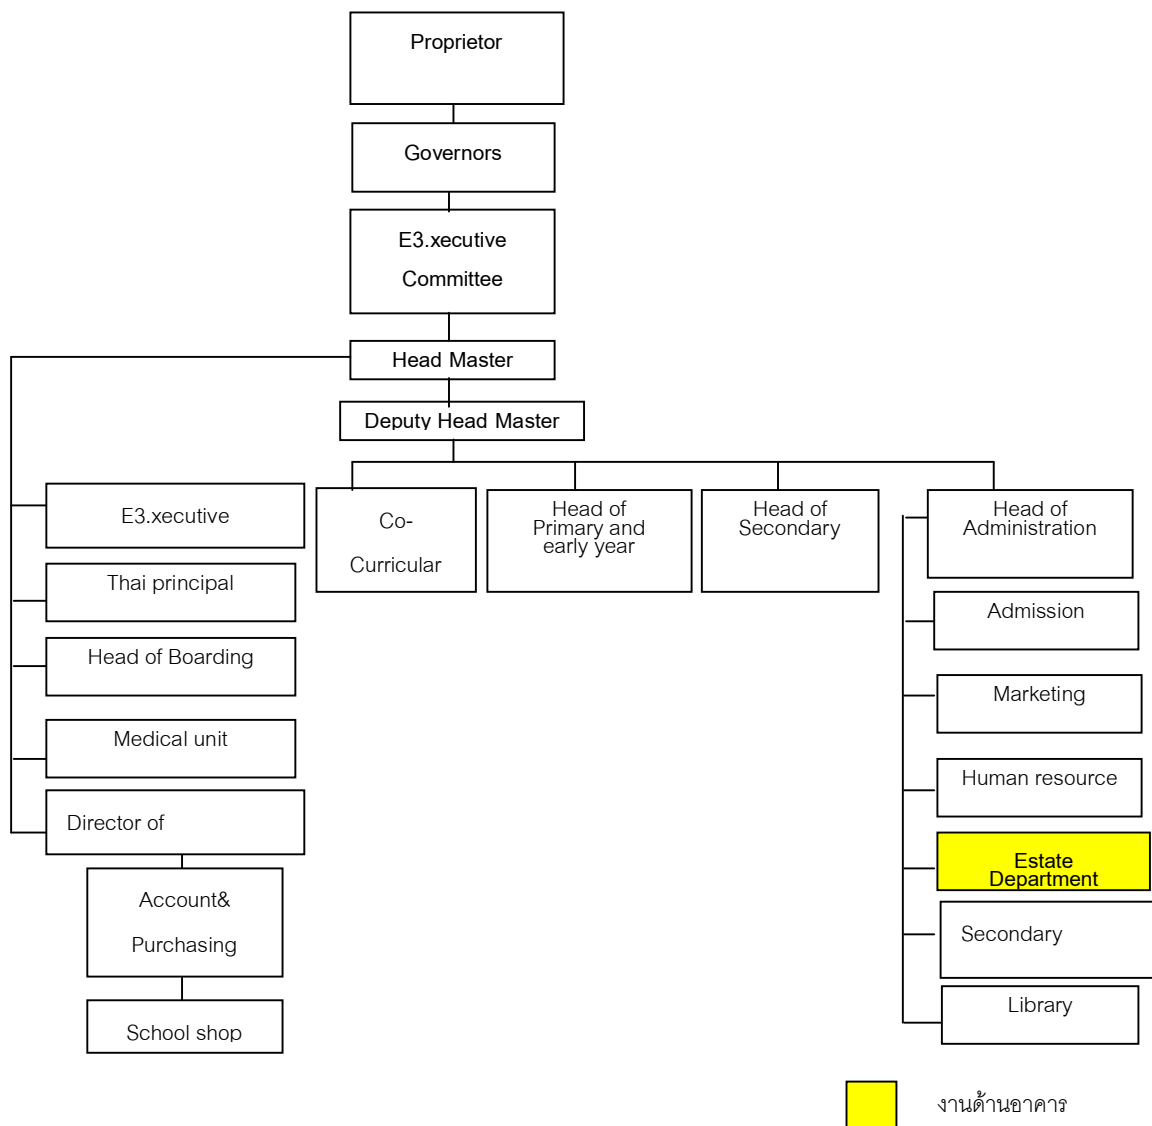 Proprietor
Governors
E3.xecutive
Committee
Head Master
Deputy Head Master
E3.xecutive
Thai principal
Head of Boarding
Medical unit
Director of
Account&
Purchasing
School shop
Co-
Curricular
Head of
Primary and
early year
Head of
Secondary
Head of
Administration
Admission
Marketing
Human resource
Estate
Department
Secondary
Library
งานด้านอาคาร